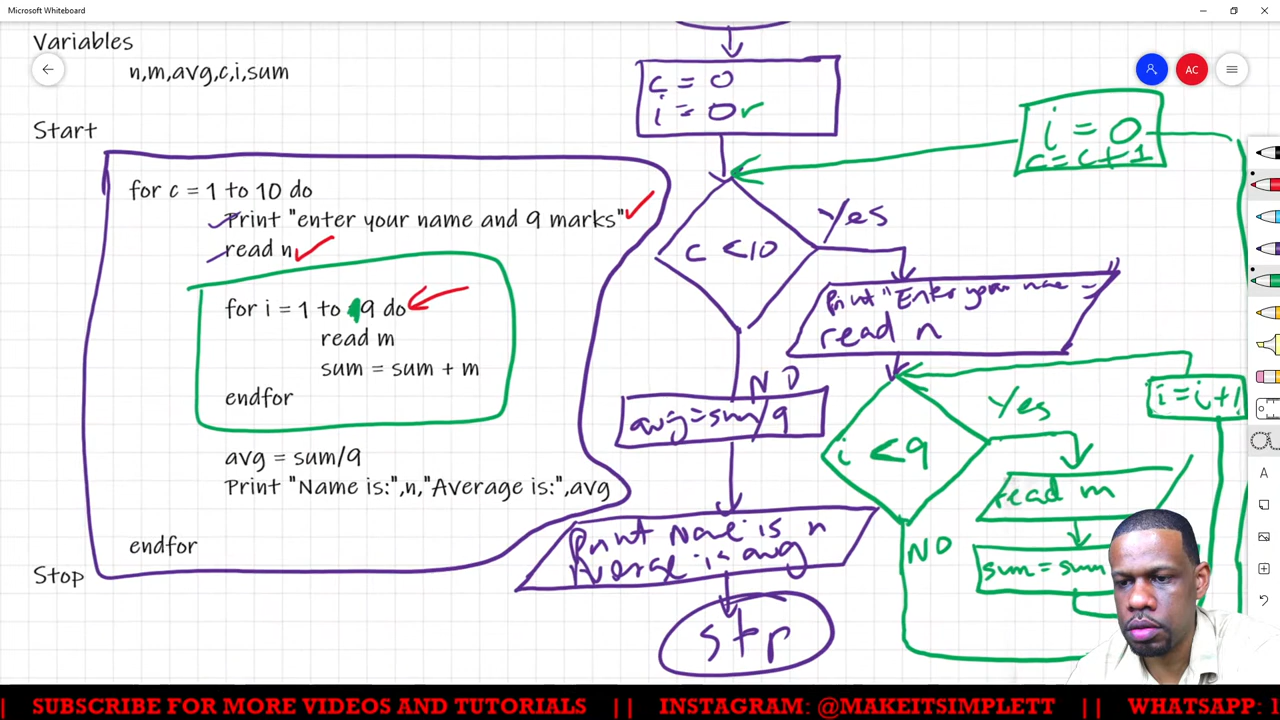 Microsoft Whiteboard
Variables
n,m,avg,c,i,sum
Start
for c = 1 to 10 do
Print "enter your name and 9 marks"
read n
for i = 1 to 9 do
read m
sum = sum + m
endfor
avg = sum/9
Print "Name is:",n,"Average is:",avg
endfor
Stop
c = 0
i = 0
c <10
Yes
NO
avg=sum/9
Print Name is n
Average is avg
stp
i = 0
c=c+1
Print "Enter your name -
read n
i <9
Yes
NO
i=i+1
read m
sum = sum
AC
A
SUBSCRIBE FOR MORE VIDEOS AND TUTORIALS || INSTAGRAM: @MAKEITSIMPLETT || WHATSAPP: